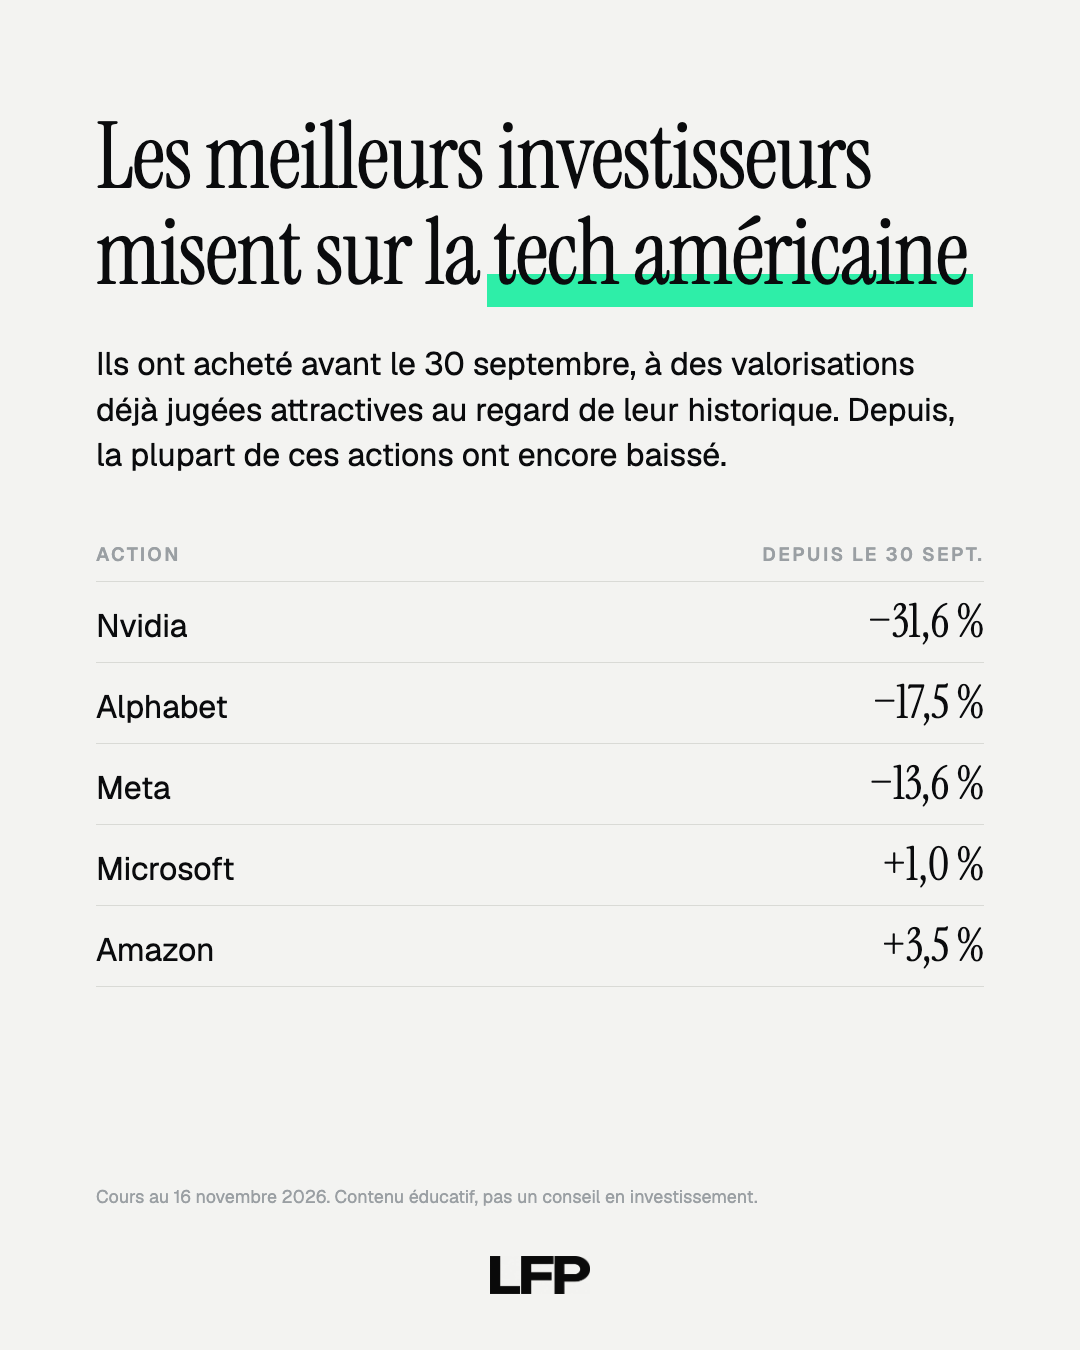 Les meilleurs investisseurs
misent sur la tech américaine
Ils ont acheté avant le 30 septembre, à des valorisations
déjà jugées attractives au regard de leur historique. Depuis,
la plupart de ces actions ont encore baissé.
ACTION DEPUIS LE 30 SEPT.
Nvidia −31,6 %
Alphabet −17,5 %
Meta −13,6 %
Microsoft +1,0 %
Amazon +3,5 %
Cours au 16 novembre 2026. Contenu éducatif, pas un conseil en investissement.
LFP